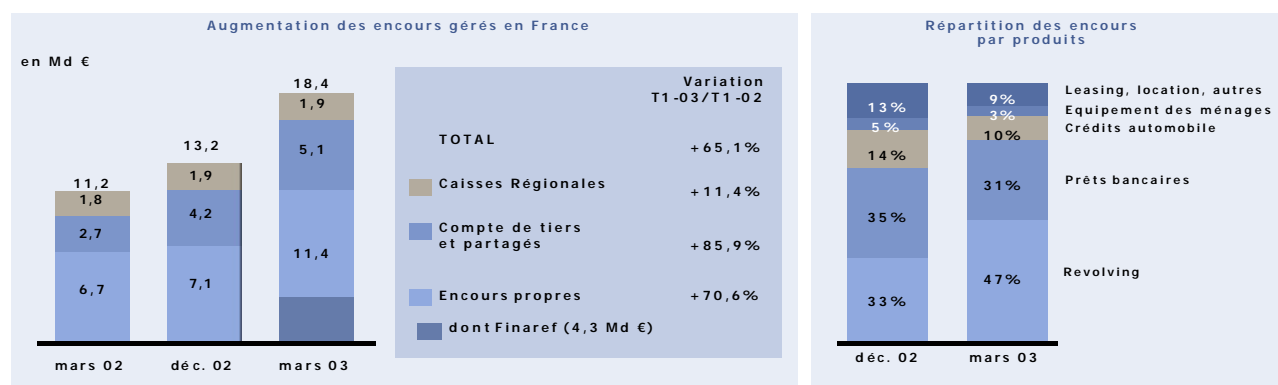 Augmentation des encours gérés en France
en Md €
11,2
1,8
2,7
6,7
mars 02
13,2
1,9
4,2
7,1
déc. 02
18,4
1,9
5,1
11,4
mars 03
Variation
T1-03/T1-02
TOTAL +65,1%
Caisses Régionales +11,4%
Compte de tiers
et partagés +85,9%
Encours propres +70,6%
dont Finaref (4,3 Md €)
Répartition des encours
par produits
13%
5%
14%
35%
33%
déc. 02
9%
3%
10%
31%
47%
mars 03
Leasing, location, autres
Equipement des ménages
Crédits automobile
Prêts bancaires
Revolving